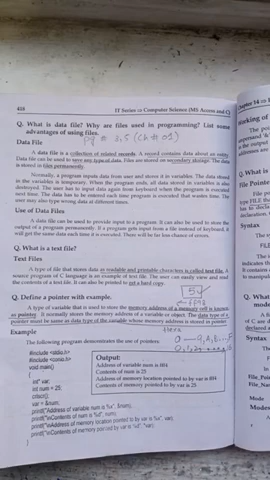 458
IT Series ☞ Computer Science (MS Access and C)
Q. What is data file? Why are files used in programming? List some
advantages of using files.
pg # 3,5 (Ch # 01)
Data File
A data file is a collection of related records. A record contains data about an entity.
Data file can be used to save any type of data. Files are stored on secondary storage. The data
is stored in files permanently.
Normally, a program inputs data from user and stores it in variables. The data stored
in the variables is temporary. When the program ends, all data stored in variables is also
destroyed. The user has to input data again from keyboard when the program is executed
next time. The data has to be entered each time program is executed that wastes time. The
user may also type wrong data at different times.
Use of Data Files
A data file can be used to provide input to a program. It can also be used to store the
output of a program permanently. If a program gets input from a file instead of keyboard, it
will get the same data each time it is executed. There will be far less chance of errors.
Q. What is a text file?
Text Files
A type of file that stores data as readable and printable characters is called text file. A
source program of C language is an example of text file. The user can easily view and read
the contents of a text file. It can also be printed to get a hard copy.
Q. Define a pointer with example.
A type of variable that is used to store the memory address of a memory cell is known
as pointer. It normally stores the memory address of a variable or object. The data type of a
pointer must be same as data type of the variable whose memory address is stored in pointer.
Example
The following program demonstrates the use of pointers:
#include <stdio.h>
#include <conio.h>
void main()
{
int* var;
int num = 25;
clrscr();
var = &num;
printf("Address of variable num is %x", &num);
printf("\nContents of num is %d", num);
printf("\nAddress of memory location pointed to by var is %x", var);
printf("\nContents of memory pointed by var is %d", *var);
Output:
Address of variable num is 604
Contents of num is 25
Address of memory location pointed to by var is 604
Contents of memory pointed to by var is 25
Chapter 14
Working of
Q. What is
File Pointe
Syntax
FILE
Q. What
mode
Syntax
File_Poin
File_Nam
Mode
Modes